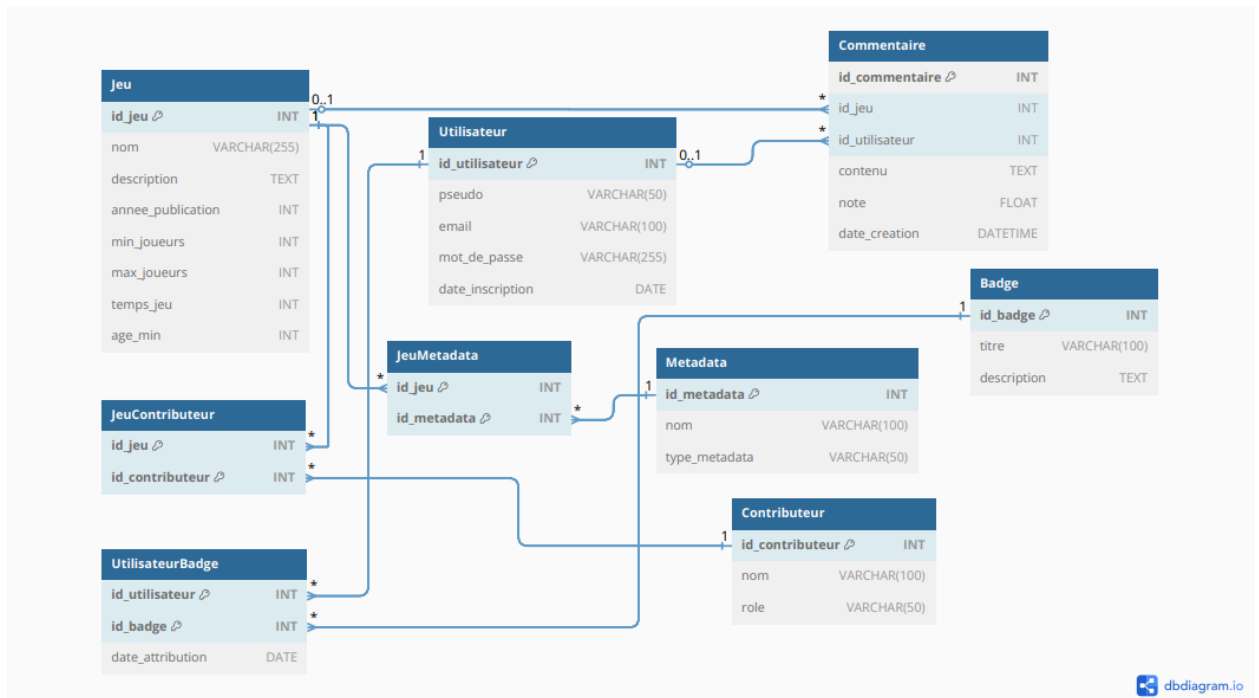 Jeu
id_jeu INT
nom VARCHAR(255)
description TEXT
annee_publication INT
min_joueurs INT
max_joueurs INT
temps_jeu INT
age_min INT
0..1
1
Utilisateur
1
id_utilisateur INT
0..1
pseudo VARCHAR(50)
email VARCHAR(100)
mot_de_passe VARCHAR(255)
date_inscription DATE
Commentaire
id_commentaire INT
* id_jeu INT
* id_utilisateur INT
contenu TEXT
note FLOAT
date_creation DATETIME
Badge
1
id_badge INT
titre VARCHAR(100)
description TEXT
JeuMetadata
* id_jeu INT
id_metadata INT *
Metadata
1
id_metadata INT
nom VARCHAR(100)
type_metadata VARCHAR(50)
JeuContributeur
id_jeu INT *
id_contributeur INT *
Contributeur
1
id_contributeur INT
nom VARCHAR(100)
role VARCHAR(50)
UtilisateurBadge
id_utilisateur INT *
id_badge INT *
date_attribution DATE
dbdiagram.io